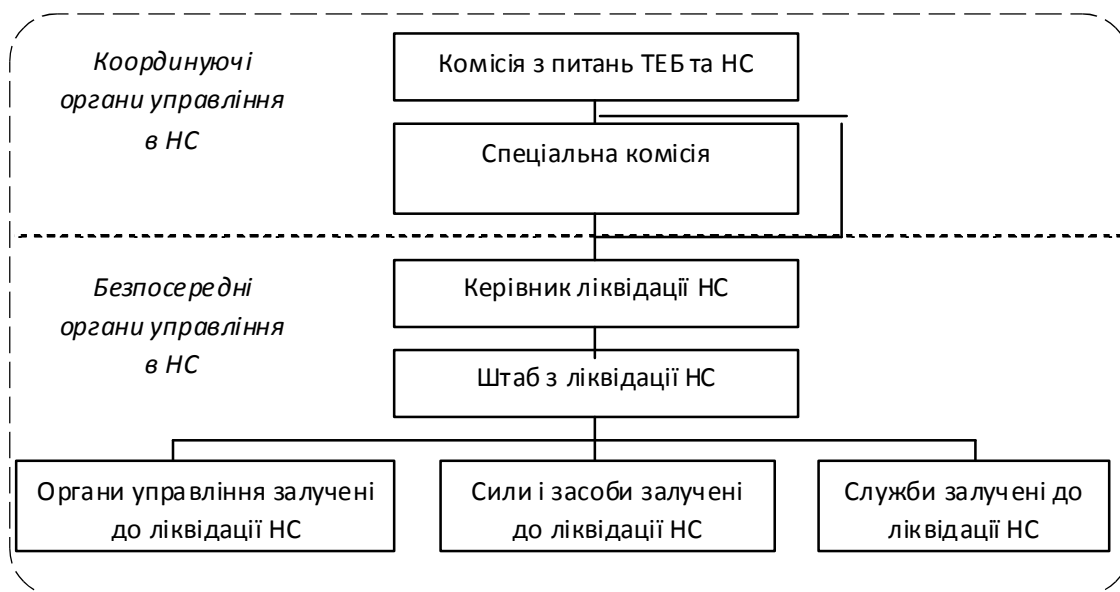 Координуючі
органи управління
в НС
Комісія з питань ТЕБ та НС
Спеціальна комісія
Безпосередні
органи управління
в НС
Керівник ліквідації НС
Штаб з ліквідації НС
Органи управління залучені
до ліквідації НС
Сили і засоби залучені
до ліквідації НС
Служби залучені до
ліквідації НС